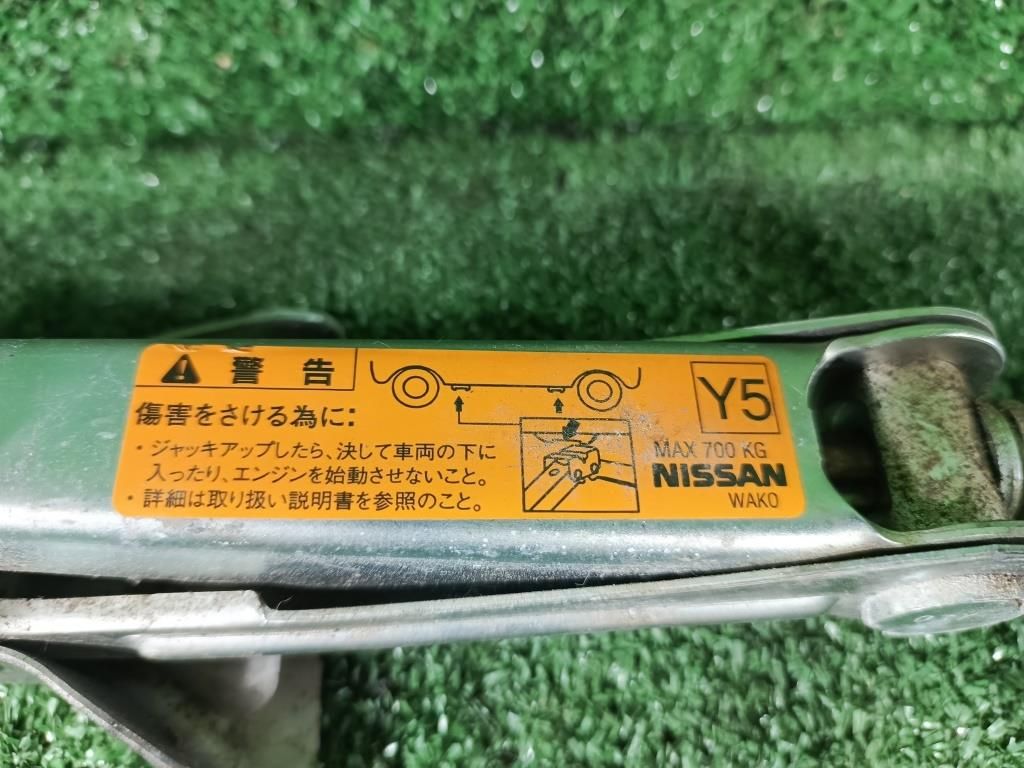 警告
傷害をさける為に:
・ジャッキアップしたら、決して車両の下に
入ったり、エンジンを始動させないこと。
・詳細は取り扱い説明書を参照のこと。
Y5
MAX 700 KG
NISSAN
WAKO